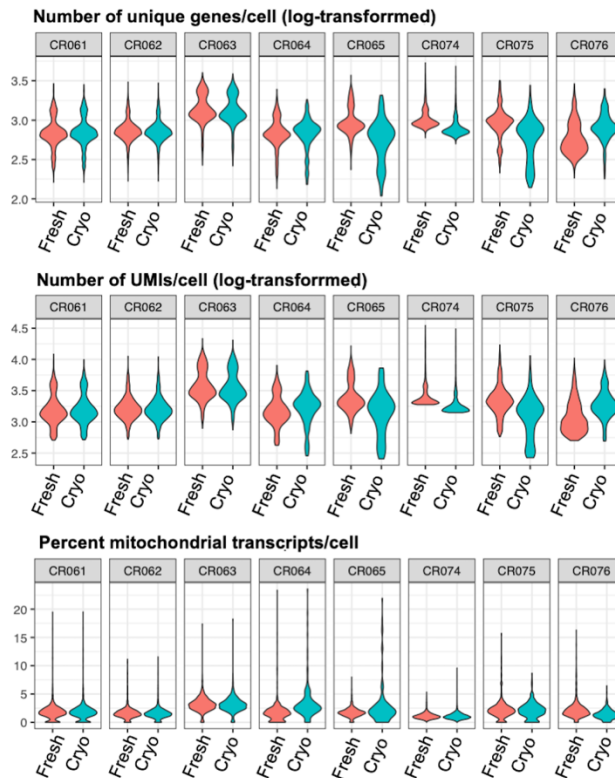 Number of unique genes/cell (log-transforrmed)
CR061 CR062 CR063 CR064 CR065 CR074 CR075 CR076
3.5
3.0
2.5
2.0
Fresh Cryo Fresh Cryo Fresh Cryo Fresh Cryo Fresh Cryo Fresh Cryo Fresh Cryo Fresh Cryo
Number of UMIs/cell (log-transforrmed)
CR061 CR062 CR063 CR064 CR065 CR074 CR075 CR076
4.5
4.0
3.5
3.0
2.5
Fresh Cryo Fresh Cryo Fresh Cryo Fresh Cryo Fresh Cryo Fresh Cryo Fresh Cryo Fresh Cryo
Percent mitochondrial transcripts/cell
CR061 CR062 CR063 CR064 CR065 CR074 CR075 CR076
20
15
10
5
0
Fresh Cryo Fresh Cryo Fresh Cryo Fresh Cryo Fresh Cryo Fresh Cryo Fresh Cryo Fresh Cryo